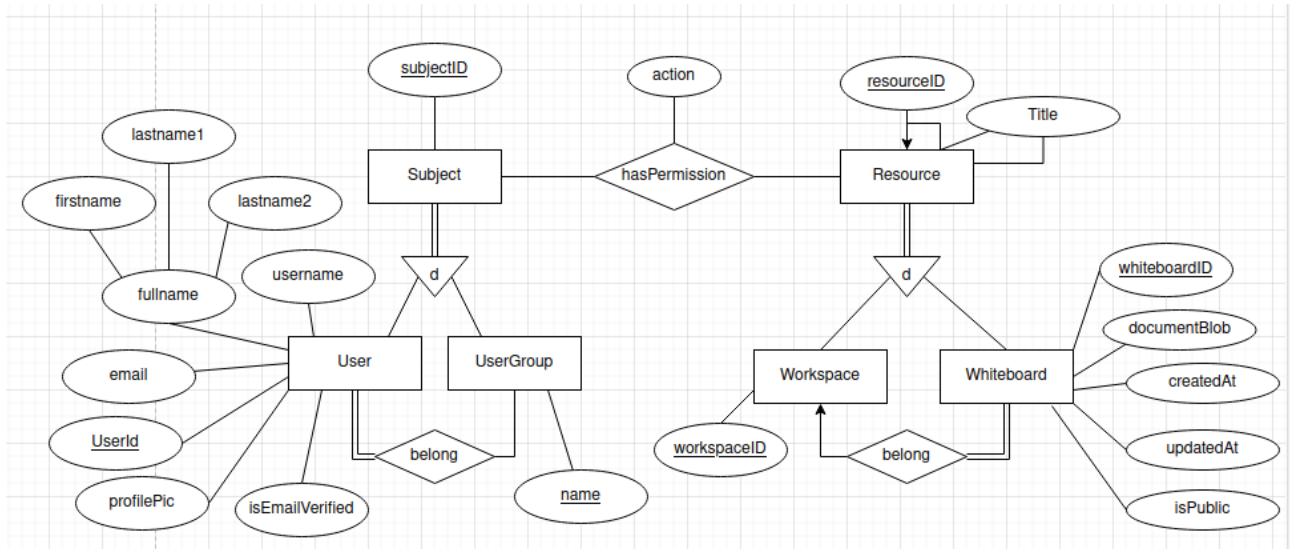 subjectID
action
resourceID
Title
lastname1
firstname
lastname2
Subject
hasPermission
Resource
fullname
username
d
d
whiteboardID
documentBlob
email
User
UserGroup
Workspace
Whiteboard
createdAt
UserId
belong
workspaceID
belong
updatedAt
profilePic
isEmailVerified
name
isPublic